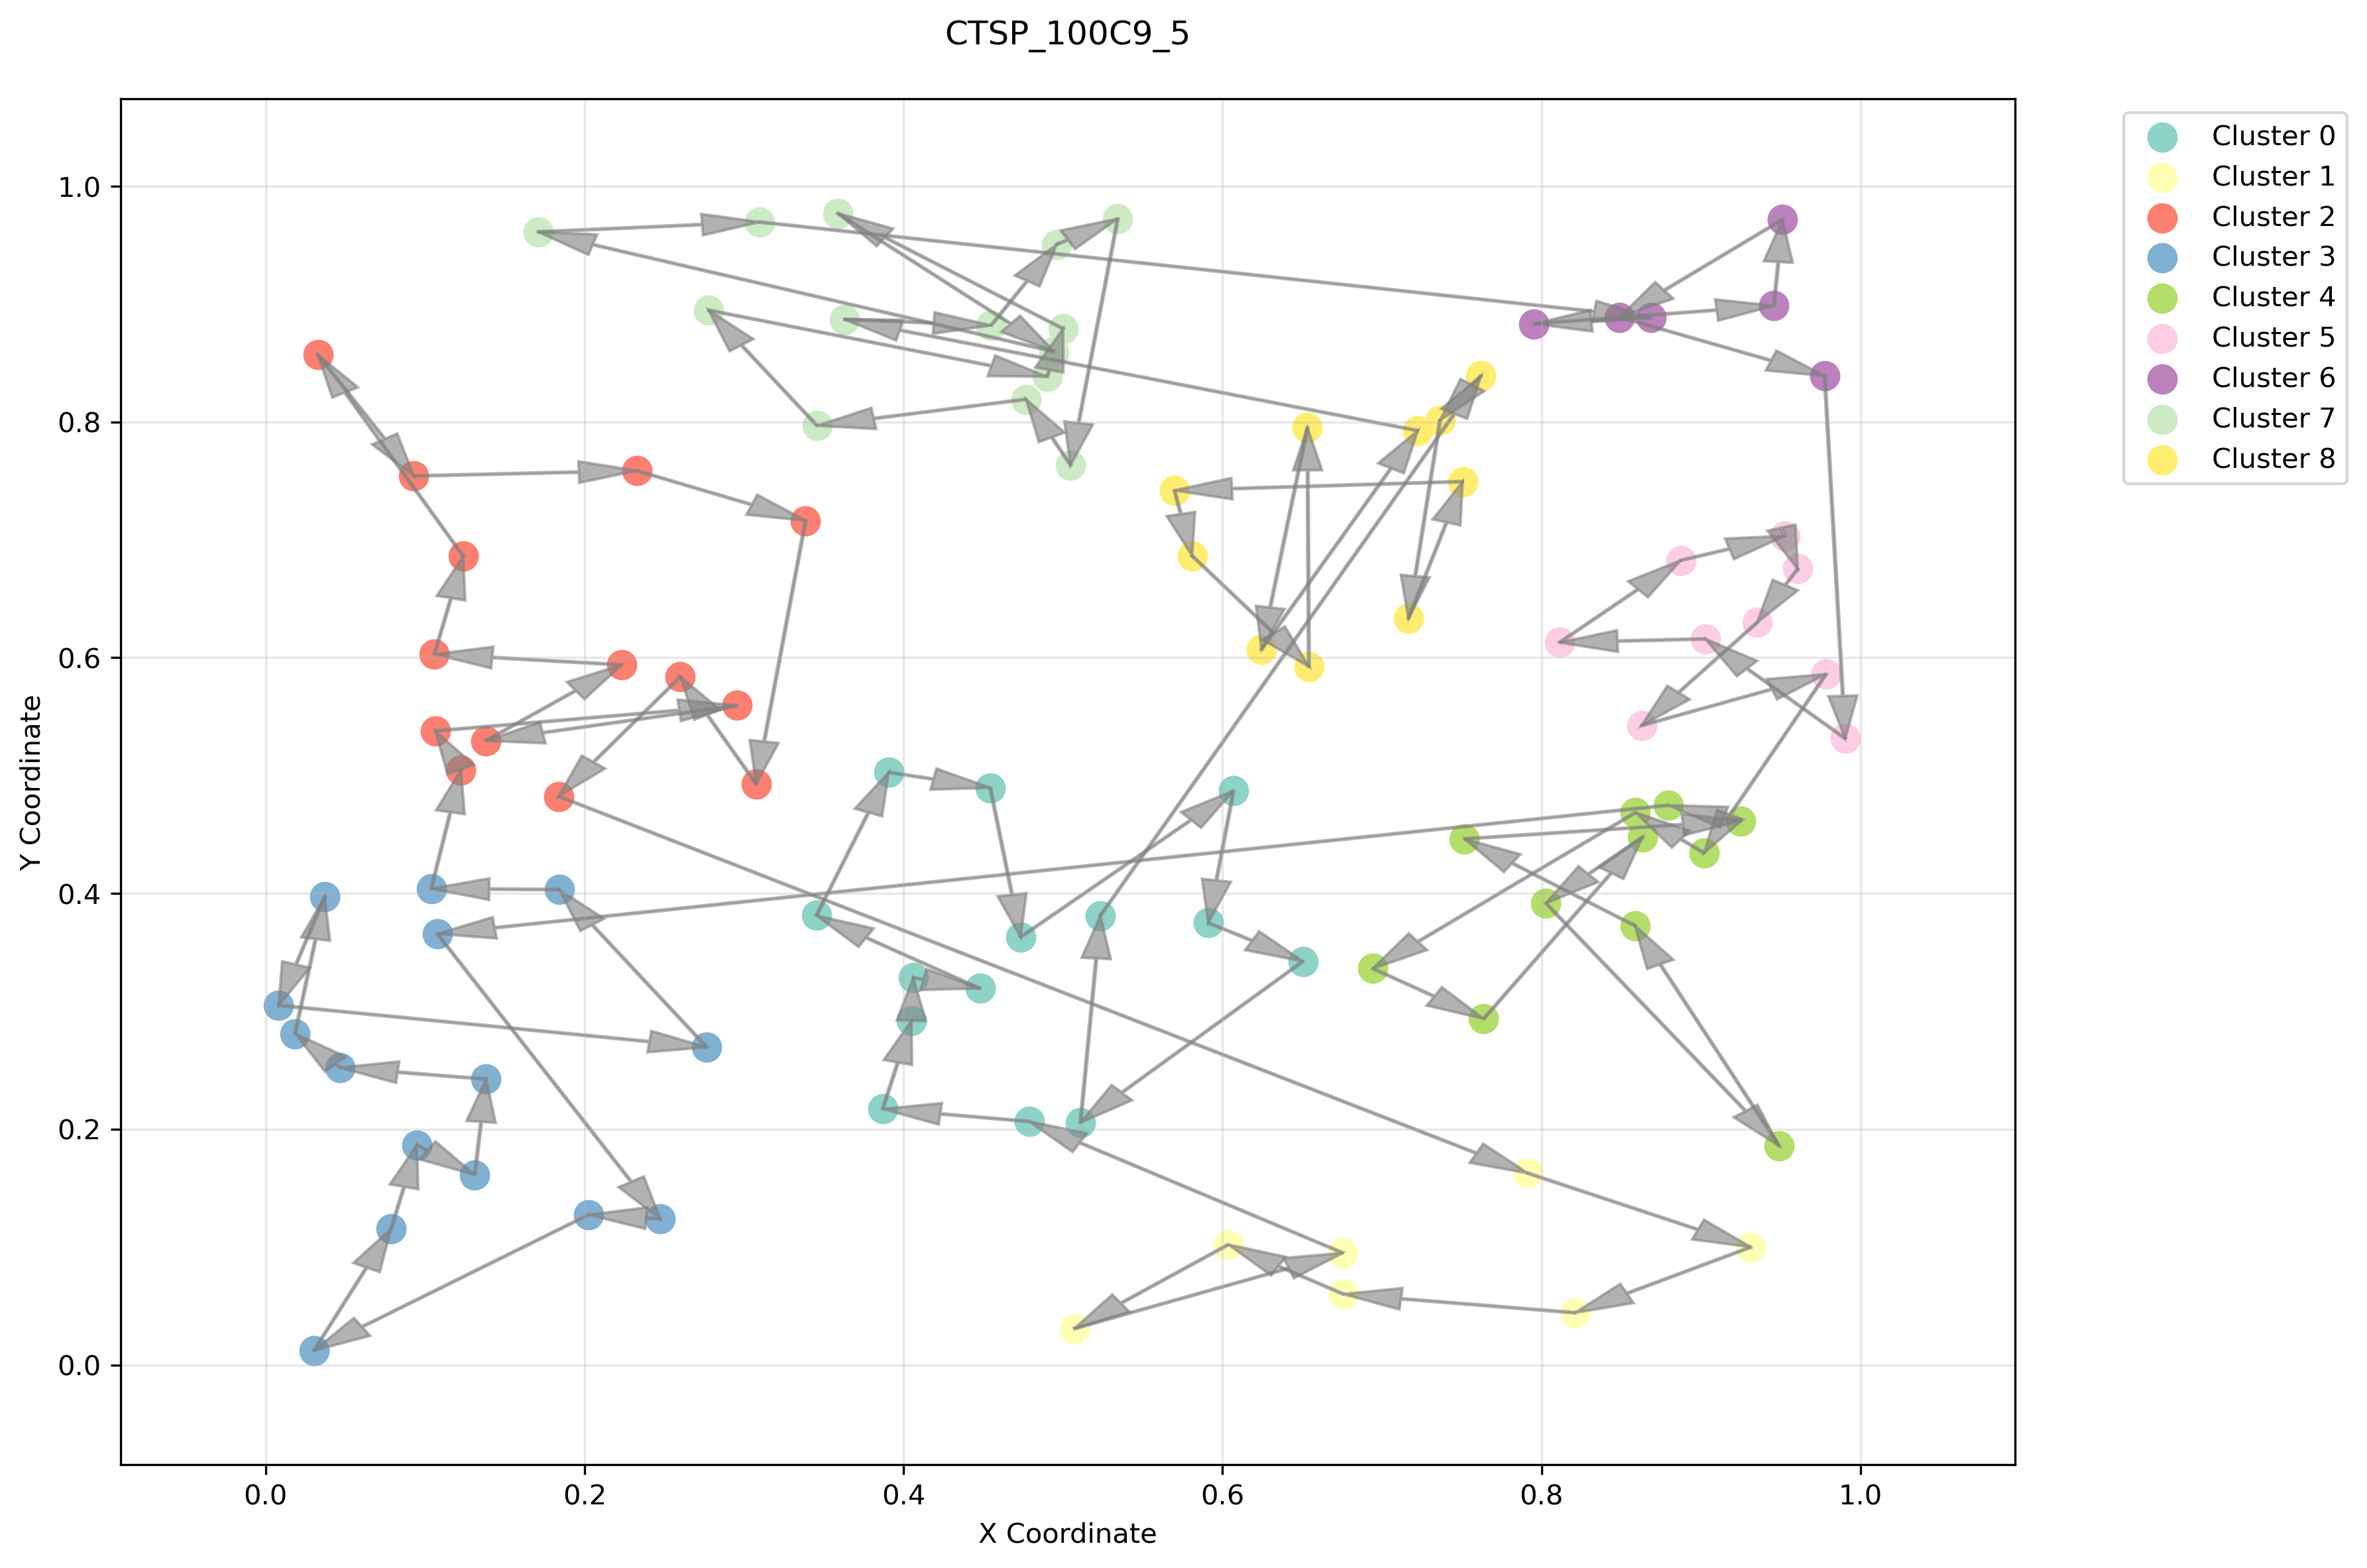 CTSP_100C9_5
Cluster 0
Cluster 1
Cluster 2
Cluster 3
Cluster 4
Cluster 5
Cluster 6
Cluster 7
Cluster 8
1.0
0.8
0.6
0.4
0.2
0.0
Y Coordinate
0.0 0.2 0.4 0.6 0.8 1.0
X Coordinate